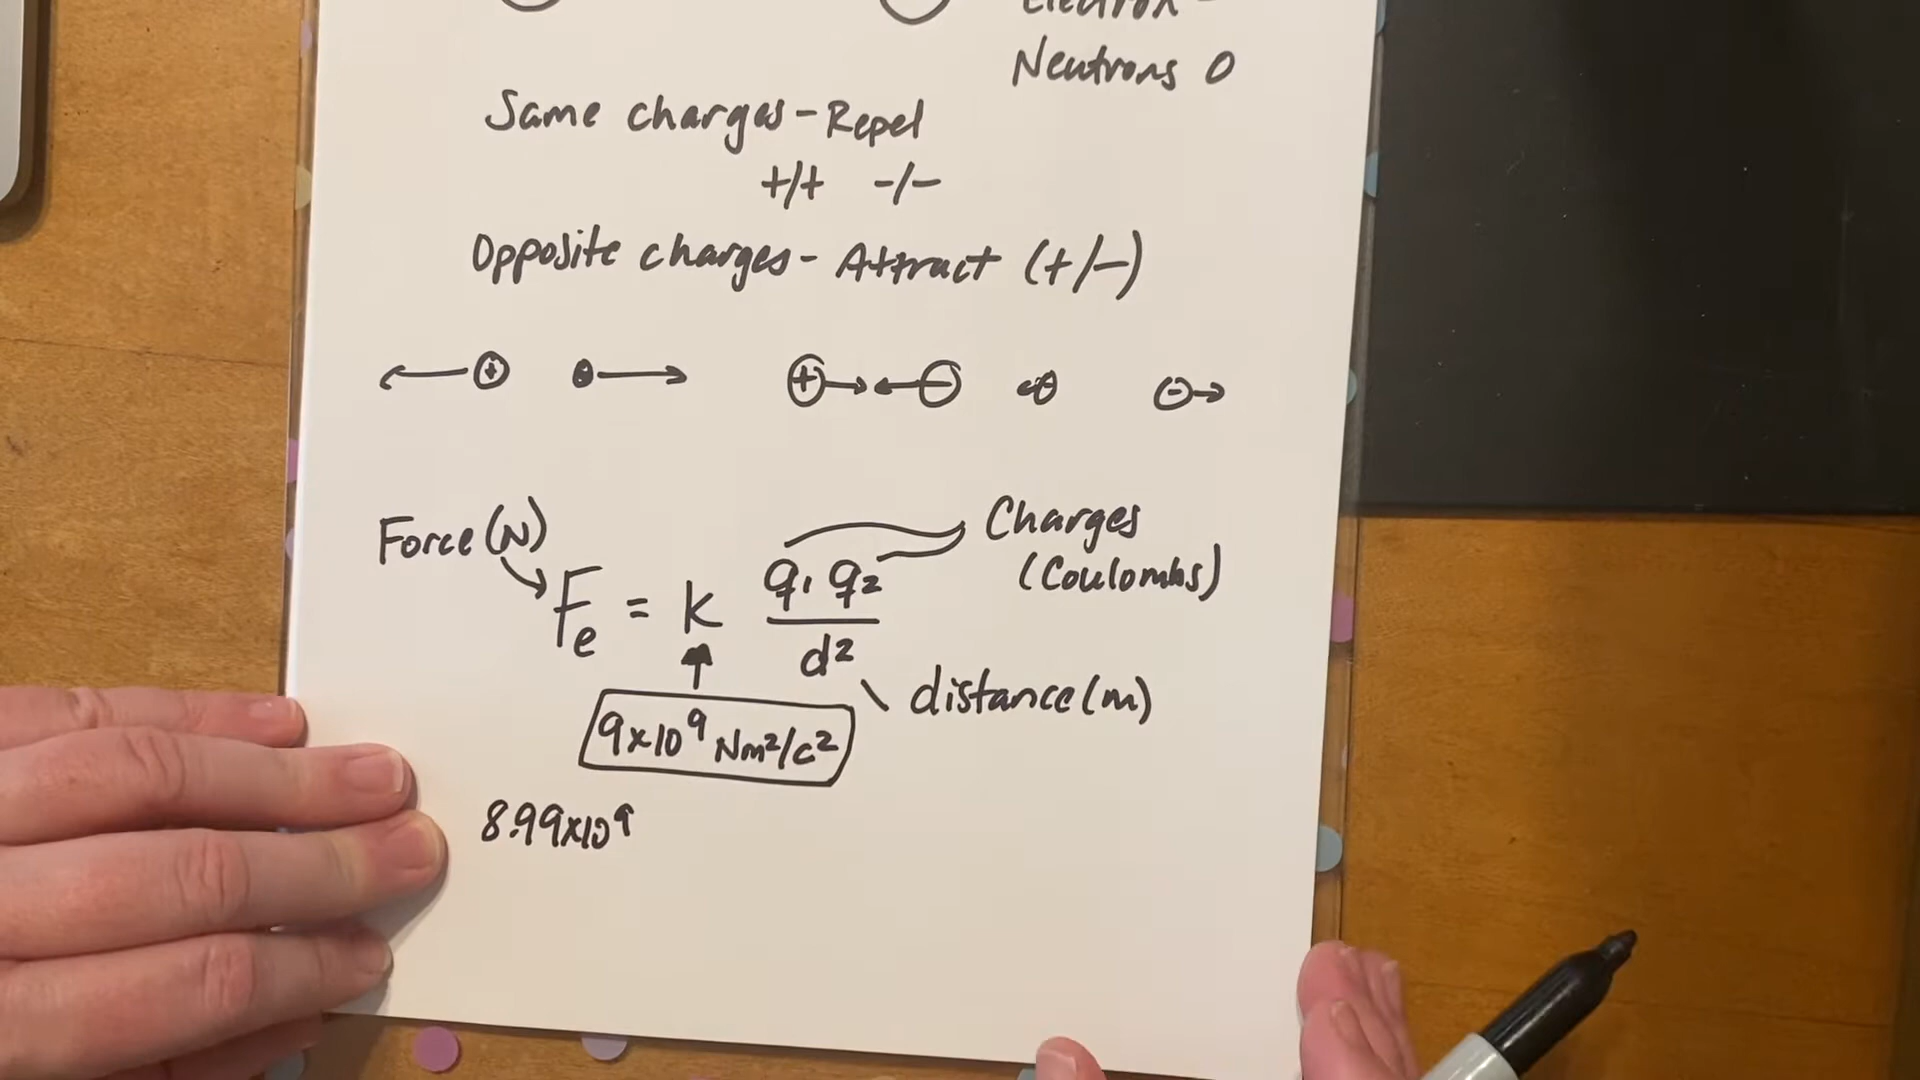 Electron -
Neutrons 0
Same charges - Repel
+/+ -/-
Opposite charges - Attract (+/-)
+ + + - - -
Force (N)
Charges
(Coulombs)
Fe = k q1 q2 / d²
distance (m)
9x10⁹ Nm²/c²
8.99x10⁹